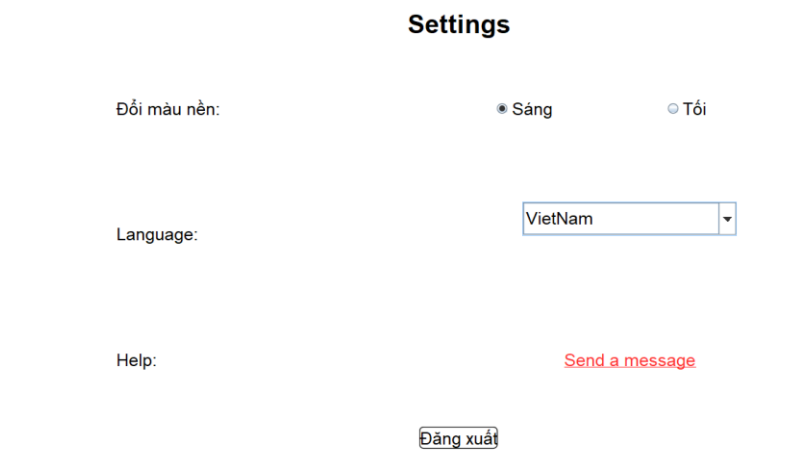 Settings
Đổi màu nền: Sáng Tối
Language: VietNam
Help: Send a message
Đăng xuất